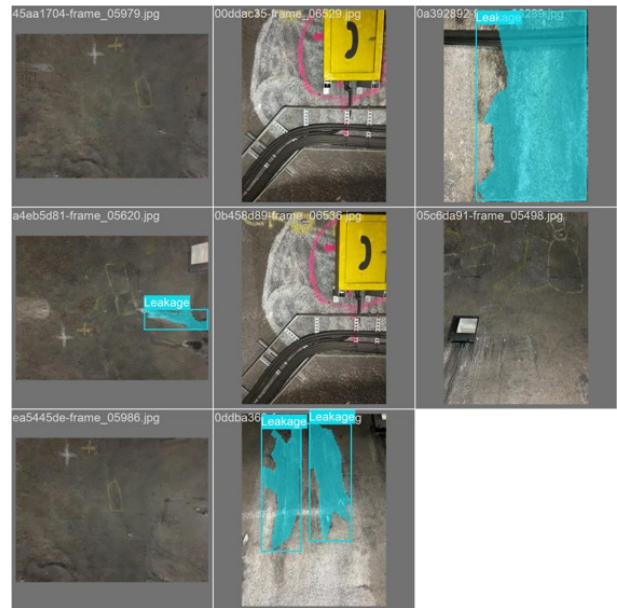 45aa1704-frame_05979.jpg
00ddac35-frame_06529.jpg
0a392892-
Leakage
a4eb5d81-frame_05620.jpg
Leakage
0b458d89-frame_06536.jpg
05c6da91-frame_05498.jpg
ea5445de-frame_05986.jpg
0ddba36
Leakage
Leakage